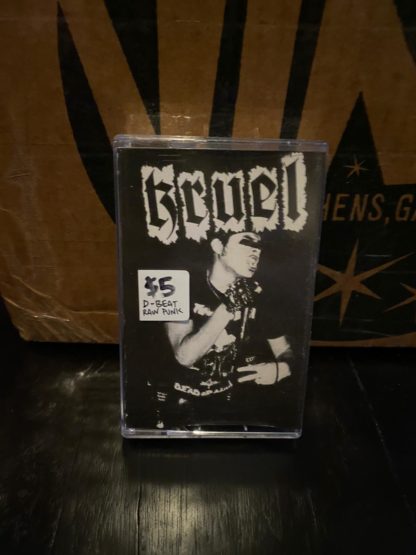 Kruel
$5
D-BEAT
RAW PUNK
HENS, GA